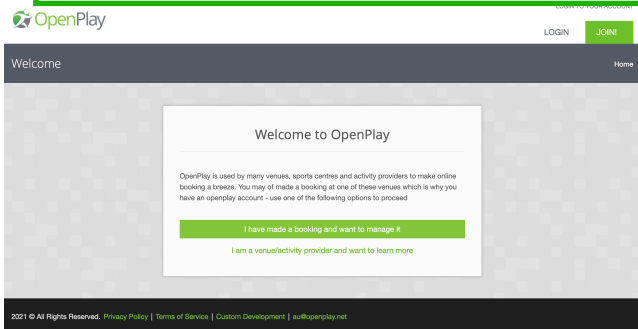 LOGIN TO YOUR ACCOUNT
OpenPlay
LOGIN JOIN!
Welcome Home
Welcome to OpenPlay
OpenPlay is used by many venues, sports centres and activity providers to make online
booking a breeze. You may of made a booking at one of these venues which is why you
have an openplay account - use one of the following options to proceed
I have made a booking and want to manage it
I am a venue/activity provider and want to learn more
2021 © All Rights Reserved. Privacy Policy | Terms of Service | Custom Development | au@openplay.net